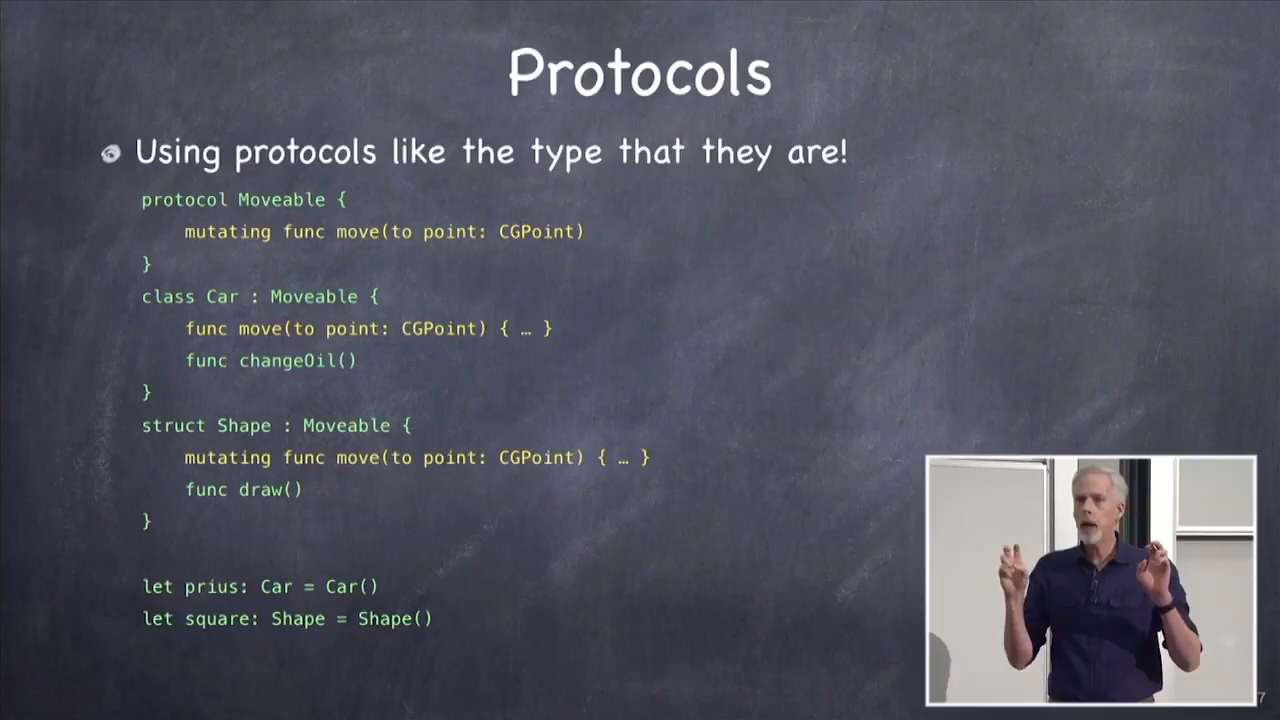 Protocols
Using protocols like the type that they are!
protocol Moveable {
mutating func move(to point: CGPoint)
}
class Car : Moveable {
func move(to point: CGPoint) { … }
func changeOil()
}
struct Shape : Moveable {
mutating func move(to point: CGPoint) { … }
func draw()
}
let prius: Car = Car()
let square: Shape = Shape()
7